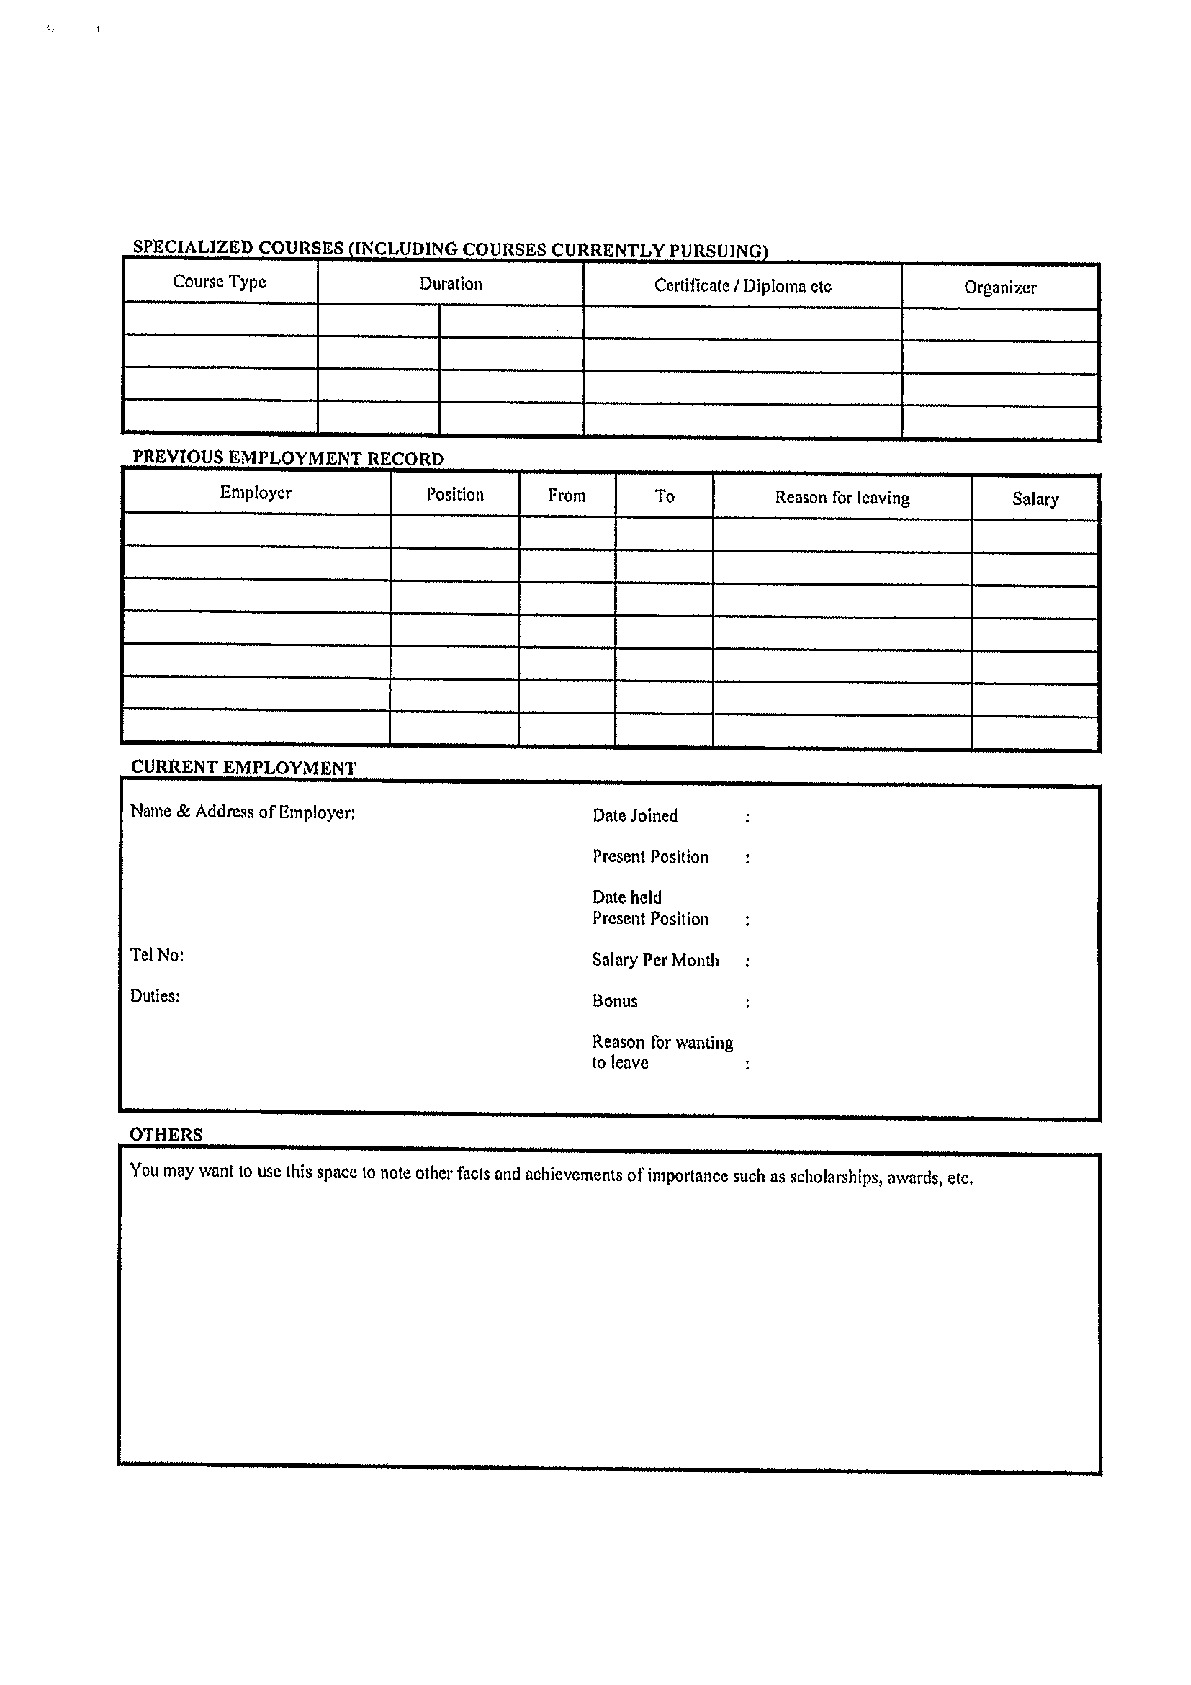 SPECIALIZED COURSES (INCLUDING COURSES CURRENTLY PURSUING)
Course Type Duration Certificate / Diploma etc Organizer
PREVIOUS EMPLOYMENT RECORD
Employer Position From To Reason for leaving Salary
CURRENT EMPLOYMENT
Name & Address of Employer:
Date Joined :
Present Position :
Date held
Present Position :
Tel No:
Salary Per Month :
Duties:
Bonus :
Reason for wanting
to leave :
OTHERS
You may want to use this space to note other facts and achievements of importance such as scholarships, awards, etc.